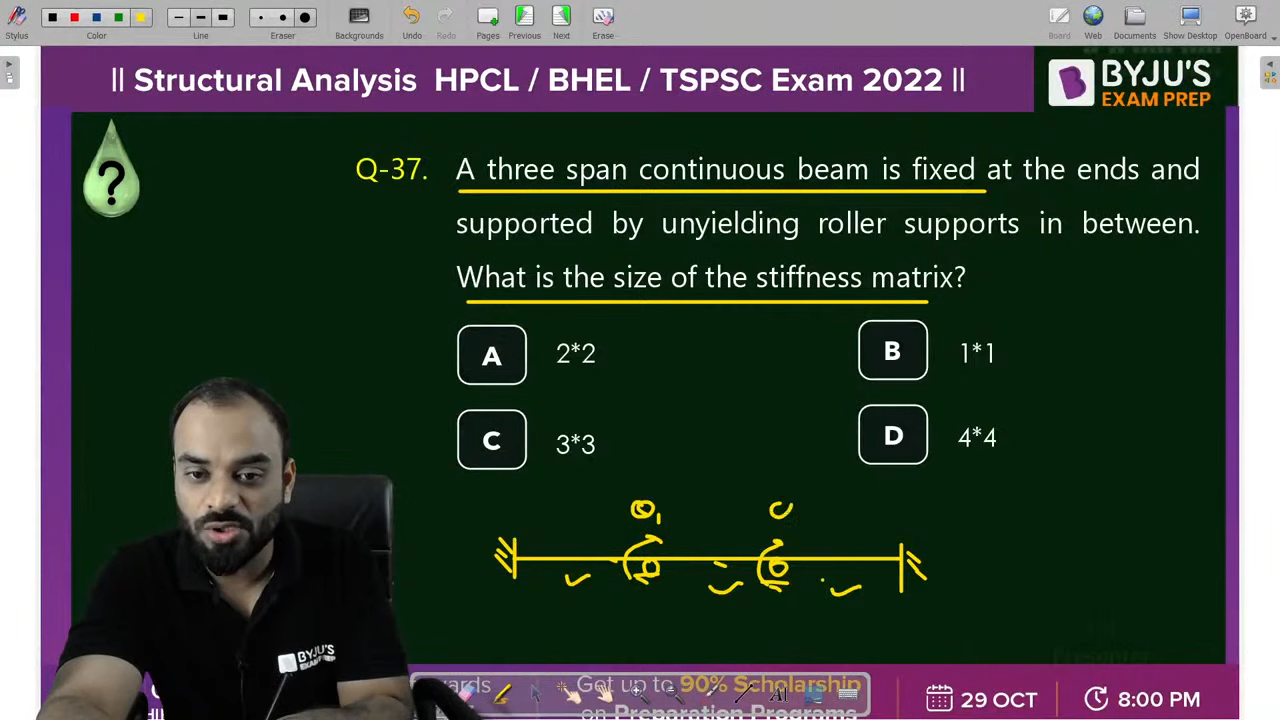 Stylus
Color
Line
Eraser
Backgrounds
Undo
Redo
Pages
Previous
Next
Erase
Board
Web
Documents
Show Desktop
OpenBoard
|| Structural Analysis HPCL / BHEL / TSPSC Exam 2022 ||
BYJU'S
EXAM PREP
?
Q-37. A three span continuous beam is fixed at the ends and
supported by unyielding roller supports in between.
What is the size of the stiffness matrix?
A 2*2
B 1*1
C 3*3
D 4*4
θ₁
BYJU'S
EXAM PREP
Get up to 90% Scholarship
on Preparation Programs
29 OCT
8:00 PM